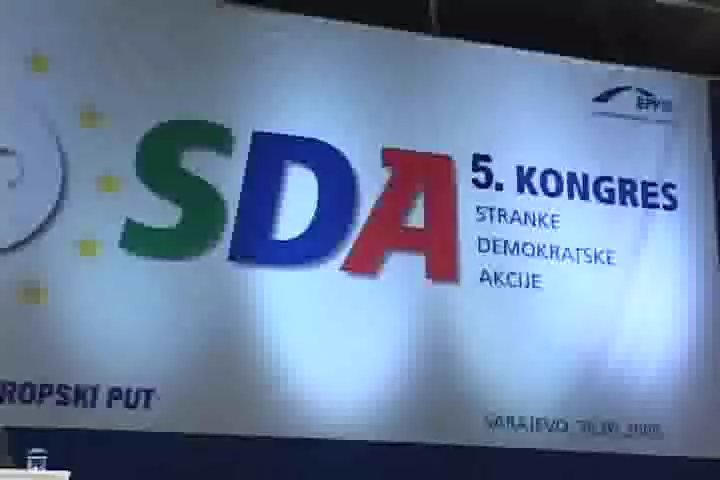 SDA
5. KONGRES
STRANKE
DEMOKRATSKE
AKCIJE
ROPSKI PUT
SARAJEVO,